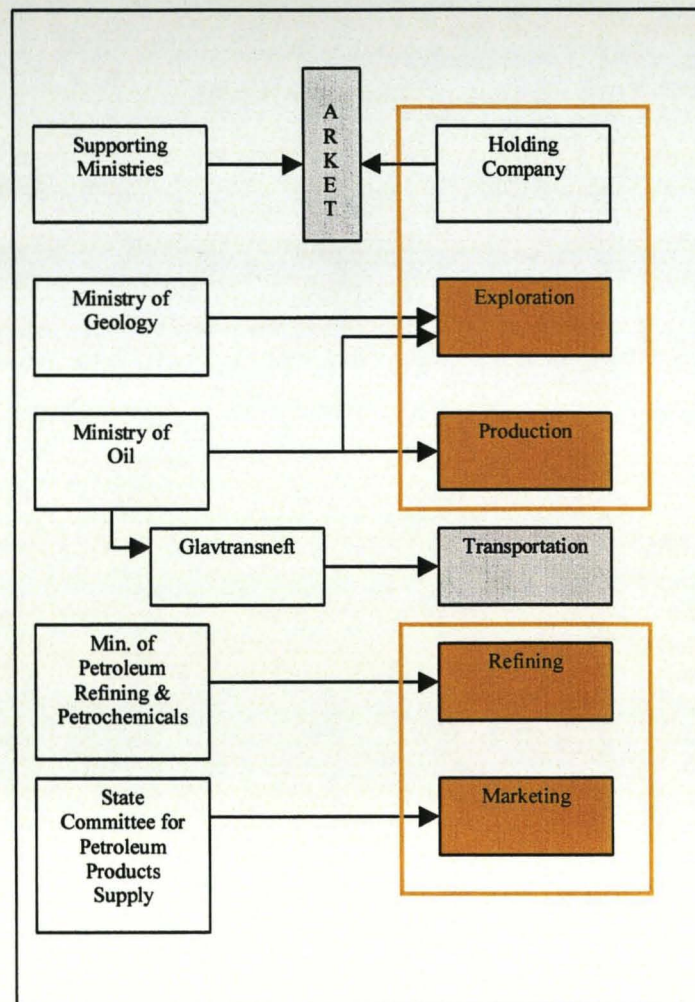 A
R
K
E
T
Supporting
Ministries
Holding
Company
Ministry of
Geology
Exploration
Ministry of
Oil
Production
Glavtransneft
Transportation
Min. of
Petroleum
Refining &
Petrochemicals
Refining
State
Committee for
Petroleum
Products
Supply
Marketing